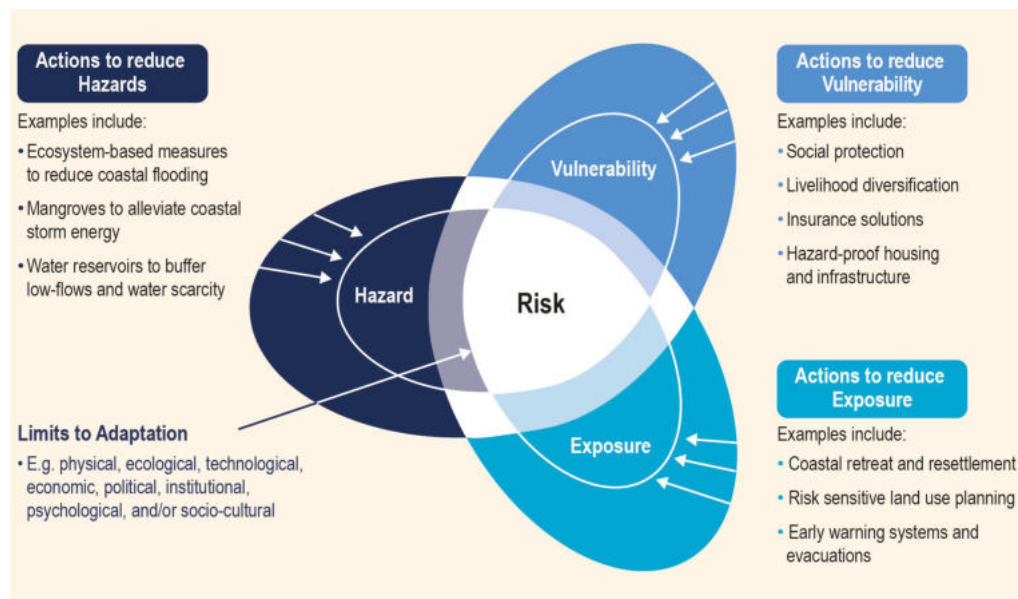 Actions to reduce
Hazards
Examples include:
• Ecosystem-based measures
to reduce coastal flooding
• Mangroves to alleviate coastal
storm energy
• Water reservoirs to buffer
low-flows and water scarcity
Limits to Adaptation
• E.g. physical, ecological, technological,
economic, political, institutional,
psychological, and/or socio-cultural
Vulnerability
Hazard
Risk
Exposure
Actions to reduce
Vulnerability
Examples include:
• Social protection
• Livelihood diversification
• Insurance solutions
• Hazard-proof housing
and infrastructure
Actions to reduce
Exposure
Examples include:
• Coastal retreat and resettlement
• Risk sensitive land use planning
• Early warning systems and
evacuations